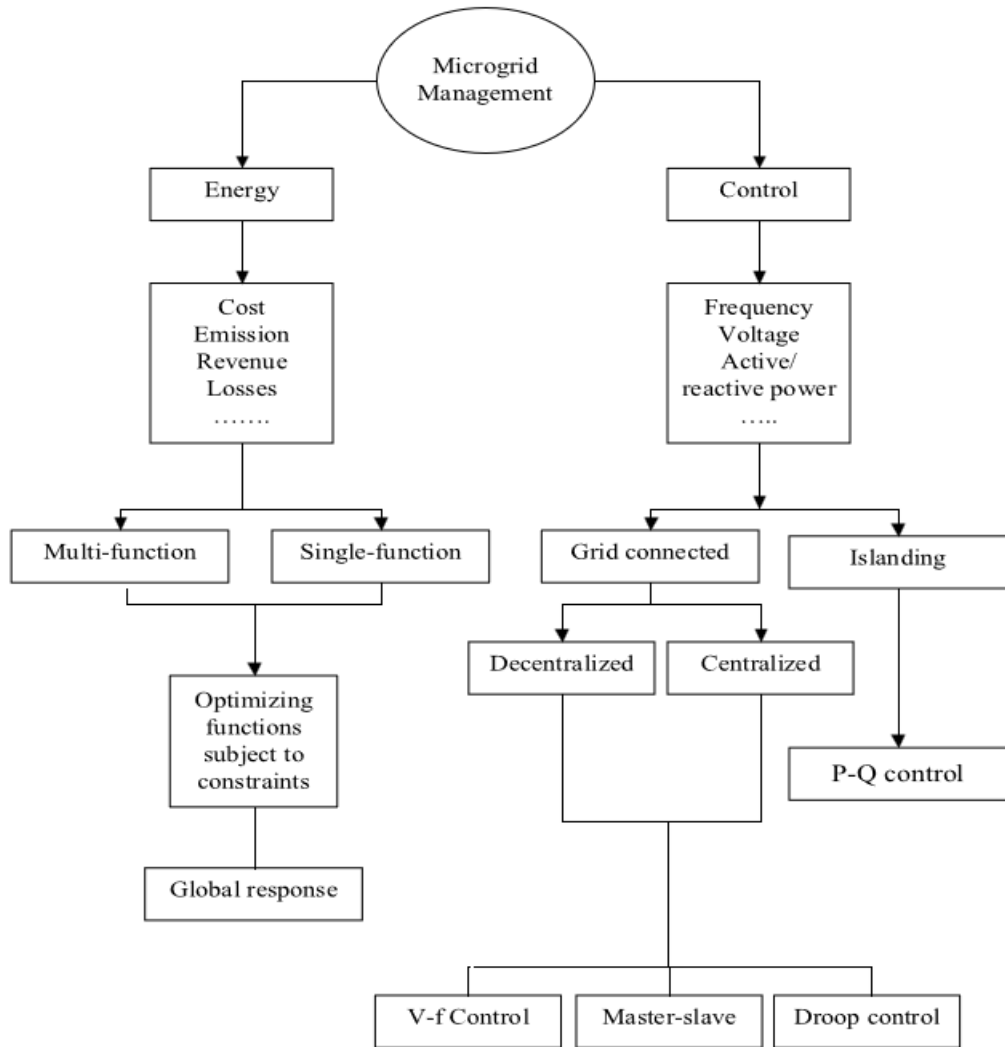 Microgrid
Management
Energy
Control
Cost
Emission
Revenue
Losses
…….
Frequency
Voltage
Active/
reactive power
…..
Multi-function
Single-function
Grid connected
Islanding
Decentralized
Centralized
Optimizing
functions
subject to
constraints
P-Q control
Global response
V-f Control
Master-slave
Droop control